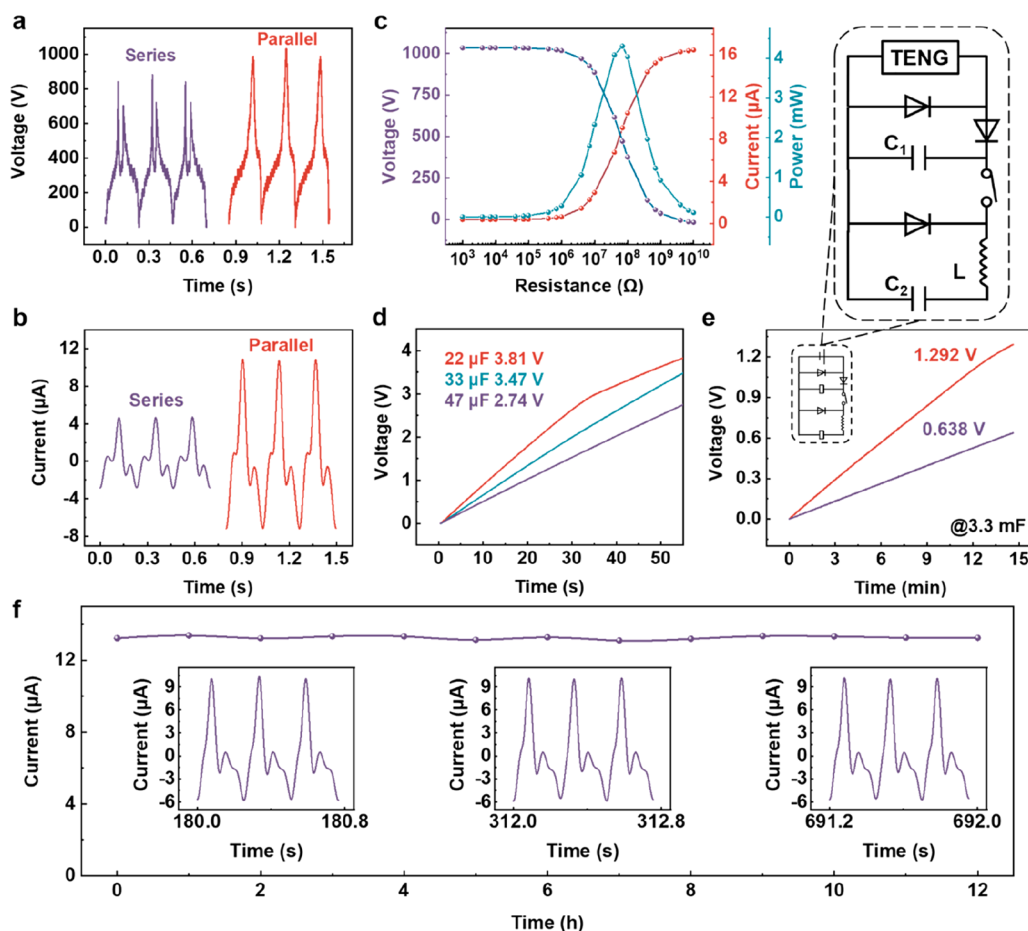 a
Voltage (V)
1000
800
600
400
200
0
Series
Parallel
0.0 0.3 0.6 0.9 1.2 1.5
Time (s)
c
Voltage (V)
1000
750
500
250
0
16
12
8
4
0
Current (μA)
4
3
2
1
0
Power (mW)
10³ 10⁴ 10⁵ 10⁶ 10⁷ 10⁸ 10⁹ 10¹⁰
Resistance (Ω)
TENG
C₁
L
C₂
b
Current (μA)
12
8
4
0
-4
-8
Series
Parallel
0.0 0.3 0.6 0.9 1.2 1.5
Time (s)
d
Voltage (V)
4
3
2
1
0
22 μF 3.81 V
33 μF 3.47 V
47 μF 2.74 V
0 10 20 30 40 50
Time (s)
e
Voltage (V)
1.2
0.9
0.6
0.3
0.0
1.292 V
0.638 V
@3.3 mF
0 3 6 9 12 15
Time (min)
f
Current (μA)
12
8
4
0
Current (μA)
9
6
3
0
-3
-6
180.0 180.8
Time (s)
Current (μA)
9
6
3
0
-3
-6
312.0 312.8
Time (s)
Current (μA)
9
6
3
0
-3
-6
691.2 692.0
Time (s)
0 2 4 6 8 10 12
Time (h)